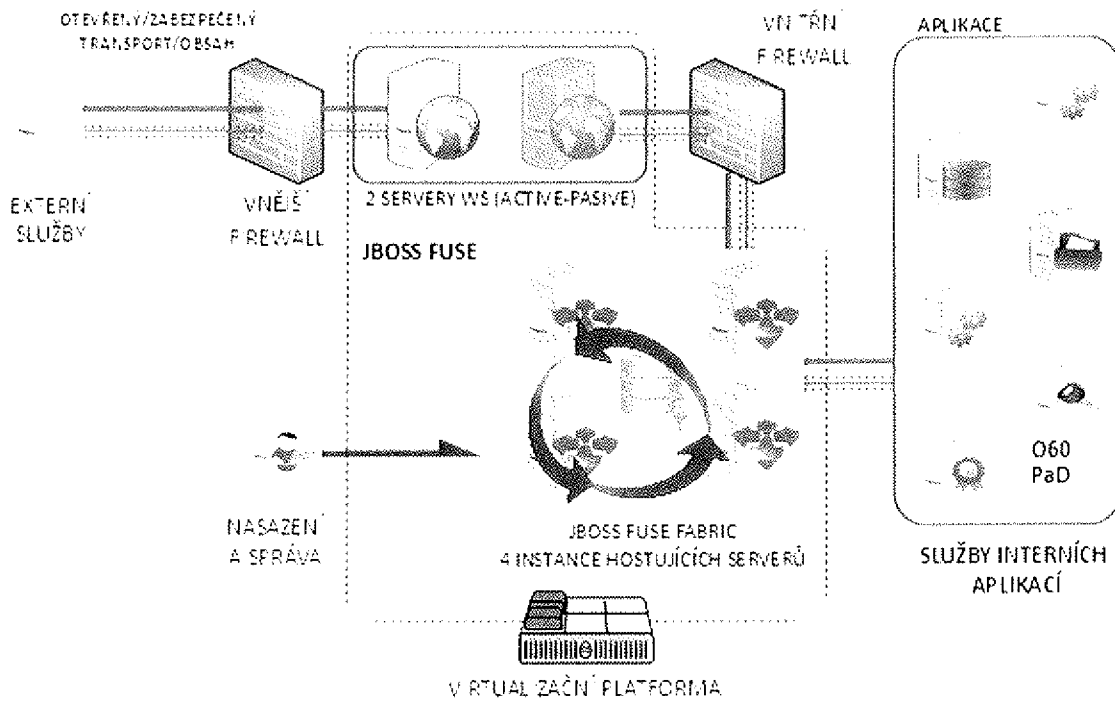 OTEVŘENÝ/ZABEZPEČENÝ
TRANSPORT/OBSAH
VNITŘNÍ
FIREWALL
APLIKACE
EXTERNÍ
SLUŽBY
VNĚJŠÍ
FIREWALL
2 SERVERY WS (ACTIVE-PASIVE)
JBOSS FUSE
NASAZENÍ
A SPRÁVA
JBOSS FUSE FABRIC
4 INSTANCE HOSTUJÍCÍCH SERVERŮ
O60
PaD
SLUŽBY INTERNÍCH
APLIKACÍ
VIRTUALIZAČNÍ PLATFORMA